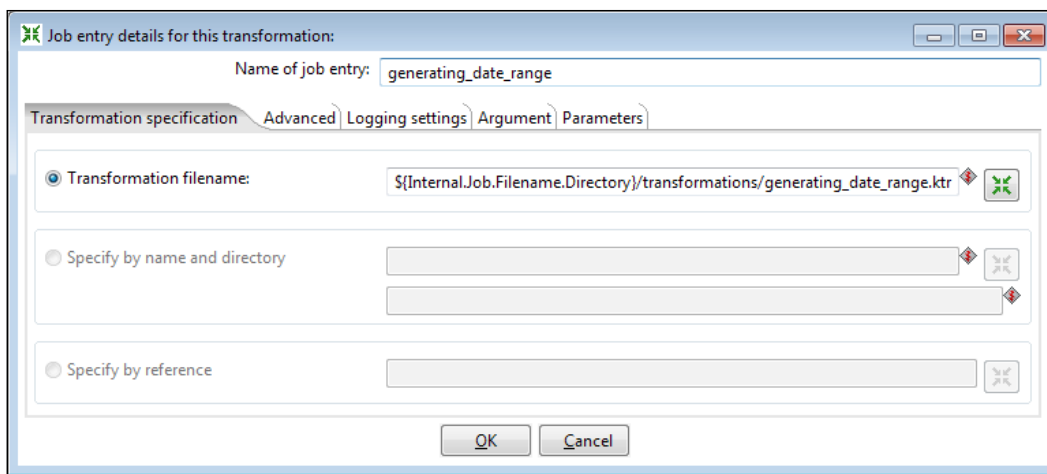 Job entry details for this transformation:
Name of job entry: generating_date_range
Transformation specification Advanced Logging settings Argument Parameters
Transformation filename: ${Internal.Job.Filename.Directory}/transformations/generating_date_range.ktr
Specify by name and directory
Specify by reference
OK Cancel